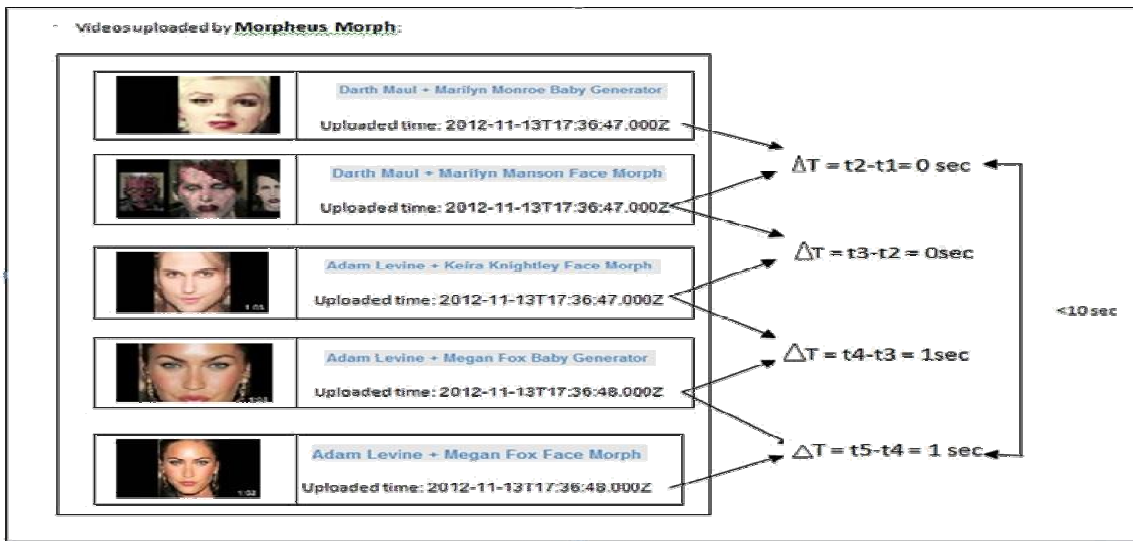 Videos uploaded by Morpheus Morph:
Darth Maul + Marilyn Monroe Baby Generator
Uploaded time: 2012-11-13T17:36:47.000Z
ΔT = t2-t1= 0 sec
Darth Maul + Marilyn Manson Face Morph
Uploaded time: 2012-11-13T17:36:47.000Z
ΔT = t3-t2 = 0sec
Adam Levine + Keira Knightley Face Morph
Uploaded time: 2012-11-13T17:36:47.000Z
1:03
<10 sec
ΔT = t4-t3 = 1sec
Adam Levine + Megan Fox Baby Generator
Uploaded time: 2012-11-13T17:36:48.000Z
ΔT = t5-t4 = 1 sec
Adam Levine + Megan Fox Face Morph
Uploaded time: 2012-11-13T17:36:48.000Z
1:02